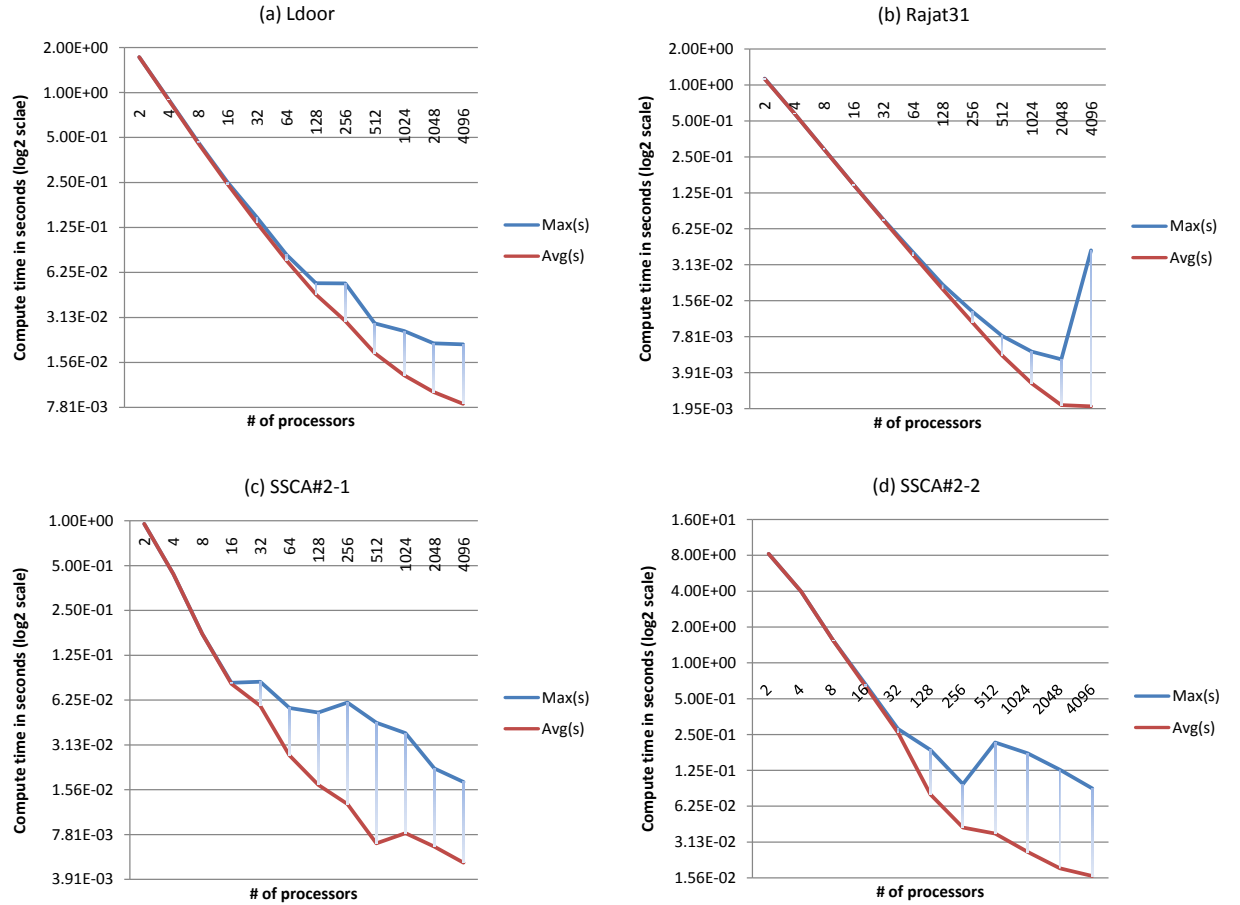 (a) Ldoor
2.00E+00
1.00E+00
5.00E-01
2.50E-01
1.25E-01
6.25E-02
3.13E-02
1.56E-02
7.81E-03
Compute time in seconds (log2 sclae)
2 4 8 16 32 64 128 256 512 1024 2048 4096
# of processors
Max(s)
Avg(s)
(b) Rajat31
2.00E+00
1.00E+00
5.00E-01
2.50E-01
1.25E-01
6.25E-02
3.13E-02
1.56E-02
7.81E-03
3.91E-03
1.95E-03
Compute time in seconds (log2 scale)
2 4 8 16 32 64 128 256 512 1024 2048 4096
# of processors
Max(s)
Avg(s)
(c) SSCA#2-1
1.00E+00
5.00E-01
2.50E-01
1.25E-01
6.25E-02
3.13E-02
1.56E-02
7.81E-03
3.91E-03
Compute time in seconds (log2 scale)
2 4 8 16 32 64 128 256 512 1024 2048 4096
# of processors
Max(s)
Avg(s)
(d) SSCA#2-2
1.60E+01
8.00E+00
4.00E+00
2.00E+00
1.00E+00
5.00E-01
2.50E-01
1.25E-01
6.25E-02
3.13E-02
1.56E-02
Compute time in seconds (log2 scale)
2 4 8 16 32 128 256 512 1024 2048 4096
# of processors
Max(s)
Avg(s)